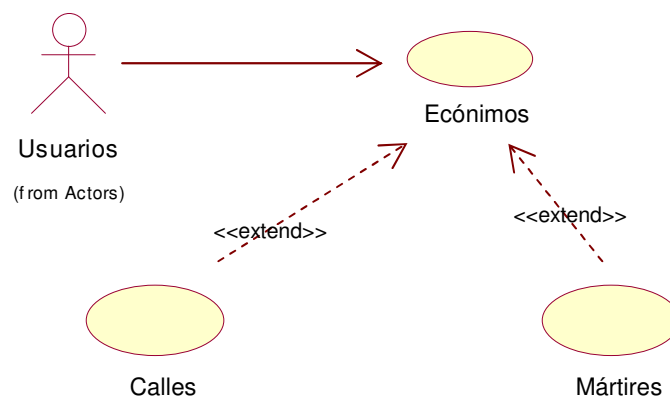 Ecónimos
Usuarios
(from Actors)
<<extend>>
<<extend>>
Calles
Mártires